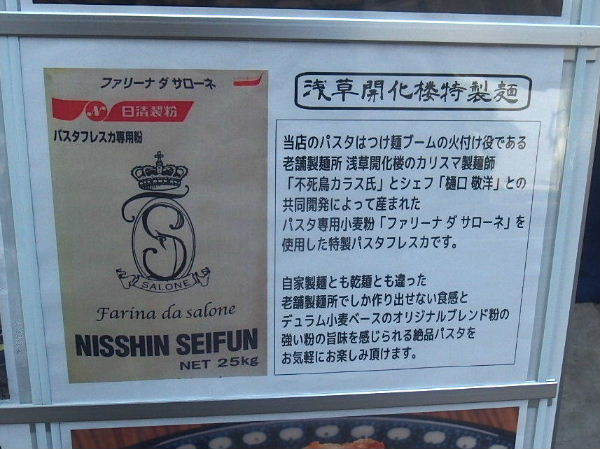 ファリーナ ダ サローネ
日清製粉
パスタフレスカ専用粉
SALONE
Farina da salone
NISSHIN SEIFUN
NET 25kg
浅草開化楼特製麺
当店のパスタはつけ麺ブームの火付け役である
老舗製麺所 浅草開化楼のカリスマ製麺師
「不死鳥カラス氏」とシェフ「樋口 敬洋」との
共同開発によって産まれた
パスタ専用小麦粉「ファリーナ ダ サローネ」を
使用した特製パスタフレスカです。
自家製麺とも乾麺とも違った
老舗製麺所でしか作り出せない食感と
デュラム小麦ベースのオリジナルブレンド粉の
強い粉の旨味を感じられる絶品パスタを
お気軽にお楽しみ頂けます。